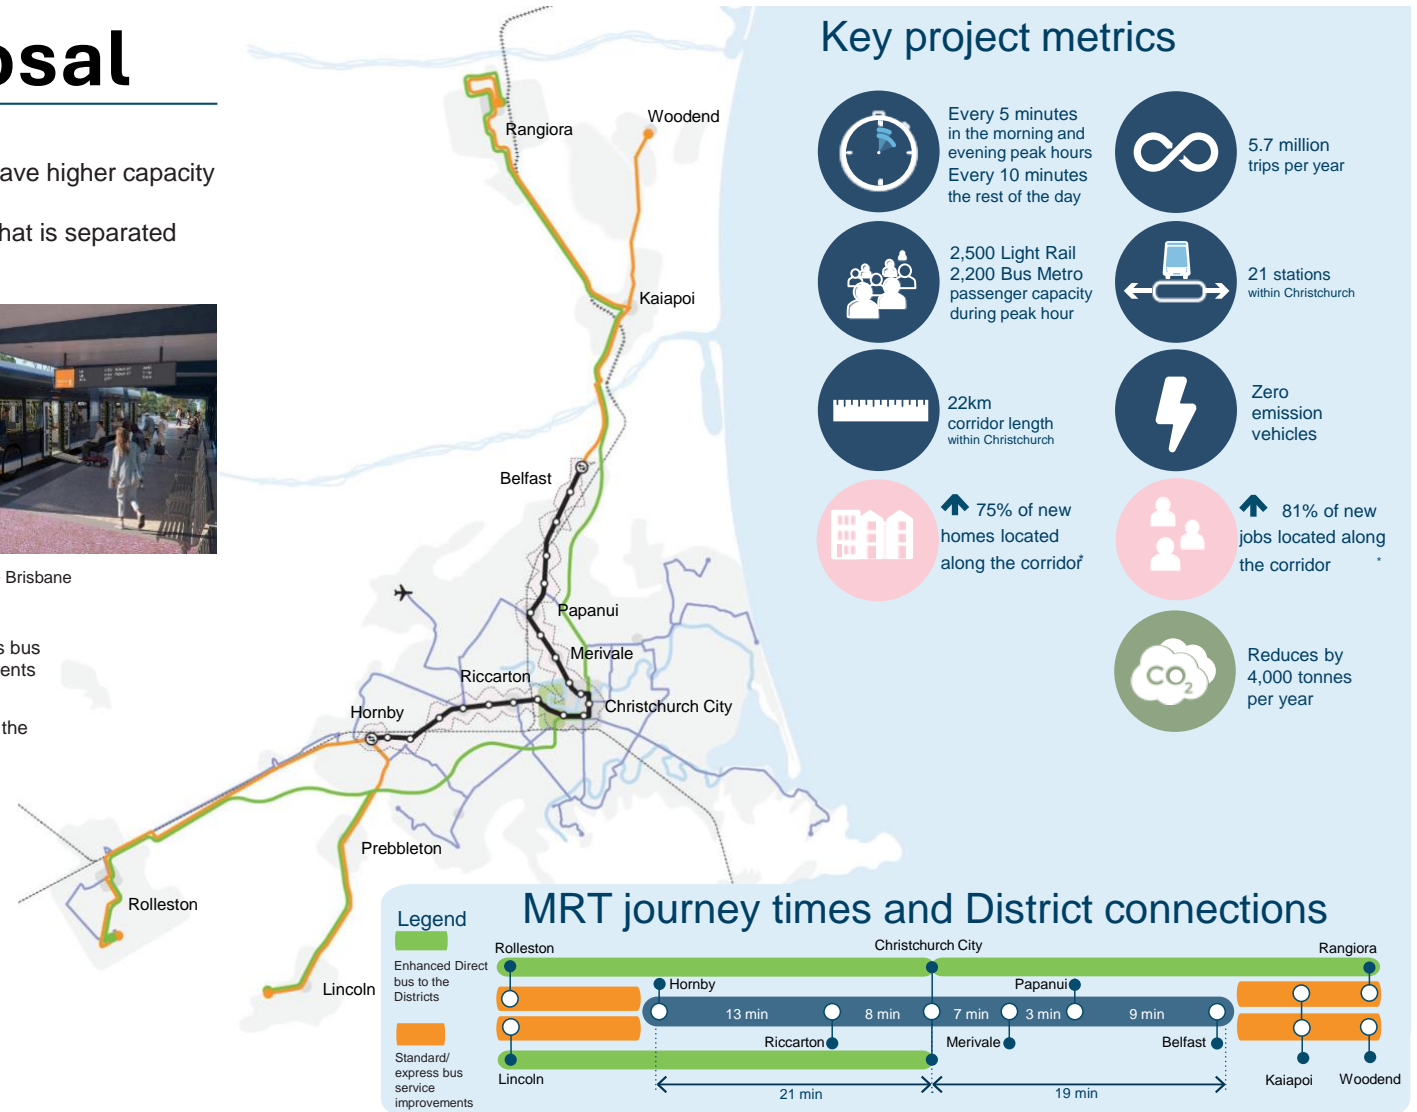 osal
ave higher capacity
hat is separated
Brisbane
s bus
ents
the
Rangiora
Woodend
Kaiapoi
Belfast
Papanui
Merivale
Riccarton
Christchurch City
Hornby
Prebbleton
Rolleston
Lincoln
Key project metrics
Every 5 minutes
in the morning and
evening peak hours
Every 10 minutes
the rest of the day
5.7 million
trips per year
2,500 Light Rail
2,200 Bus Metro
passenger capacity
during peak hour
21 stations
within Christchurch
22km
corridor length
within Christchurch
Zero
emission
vehicles
75% of new
homes located
along the corridor*
81% of new
jobs located along
the corridor *
CO2
Reduces by
4,000 tonnes
per year
MRT journey times and District connections
Legend
Enhanced Direct
bus to the
Districts
Standard/
express bus
service
improvements
Rolleston
Christchurch City
Rangiora
Hornby
Papanui
13 min
8 min
7 min
3 min
9 min
Riccarton
Merivale
Belfast
Lincoln
Kaiapoi
Woodend
21 min
19 min